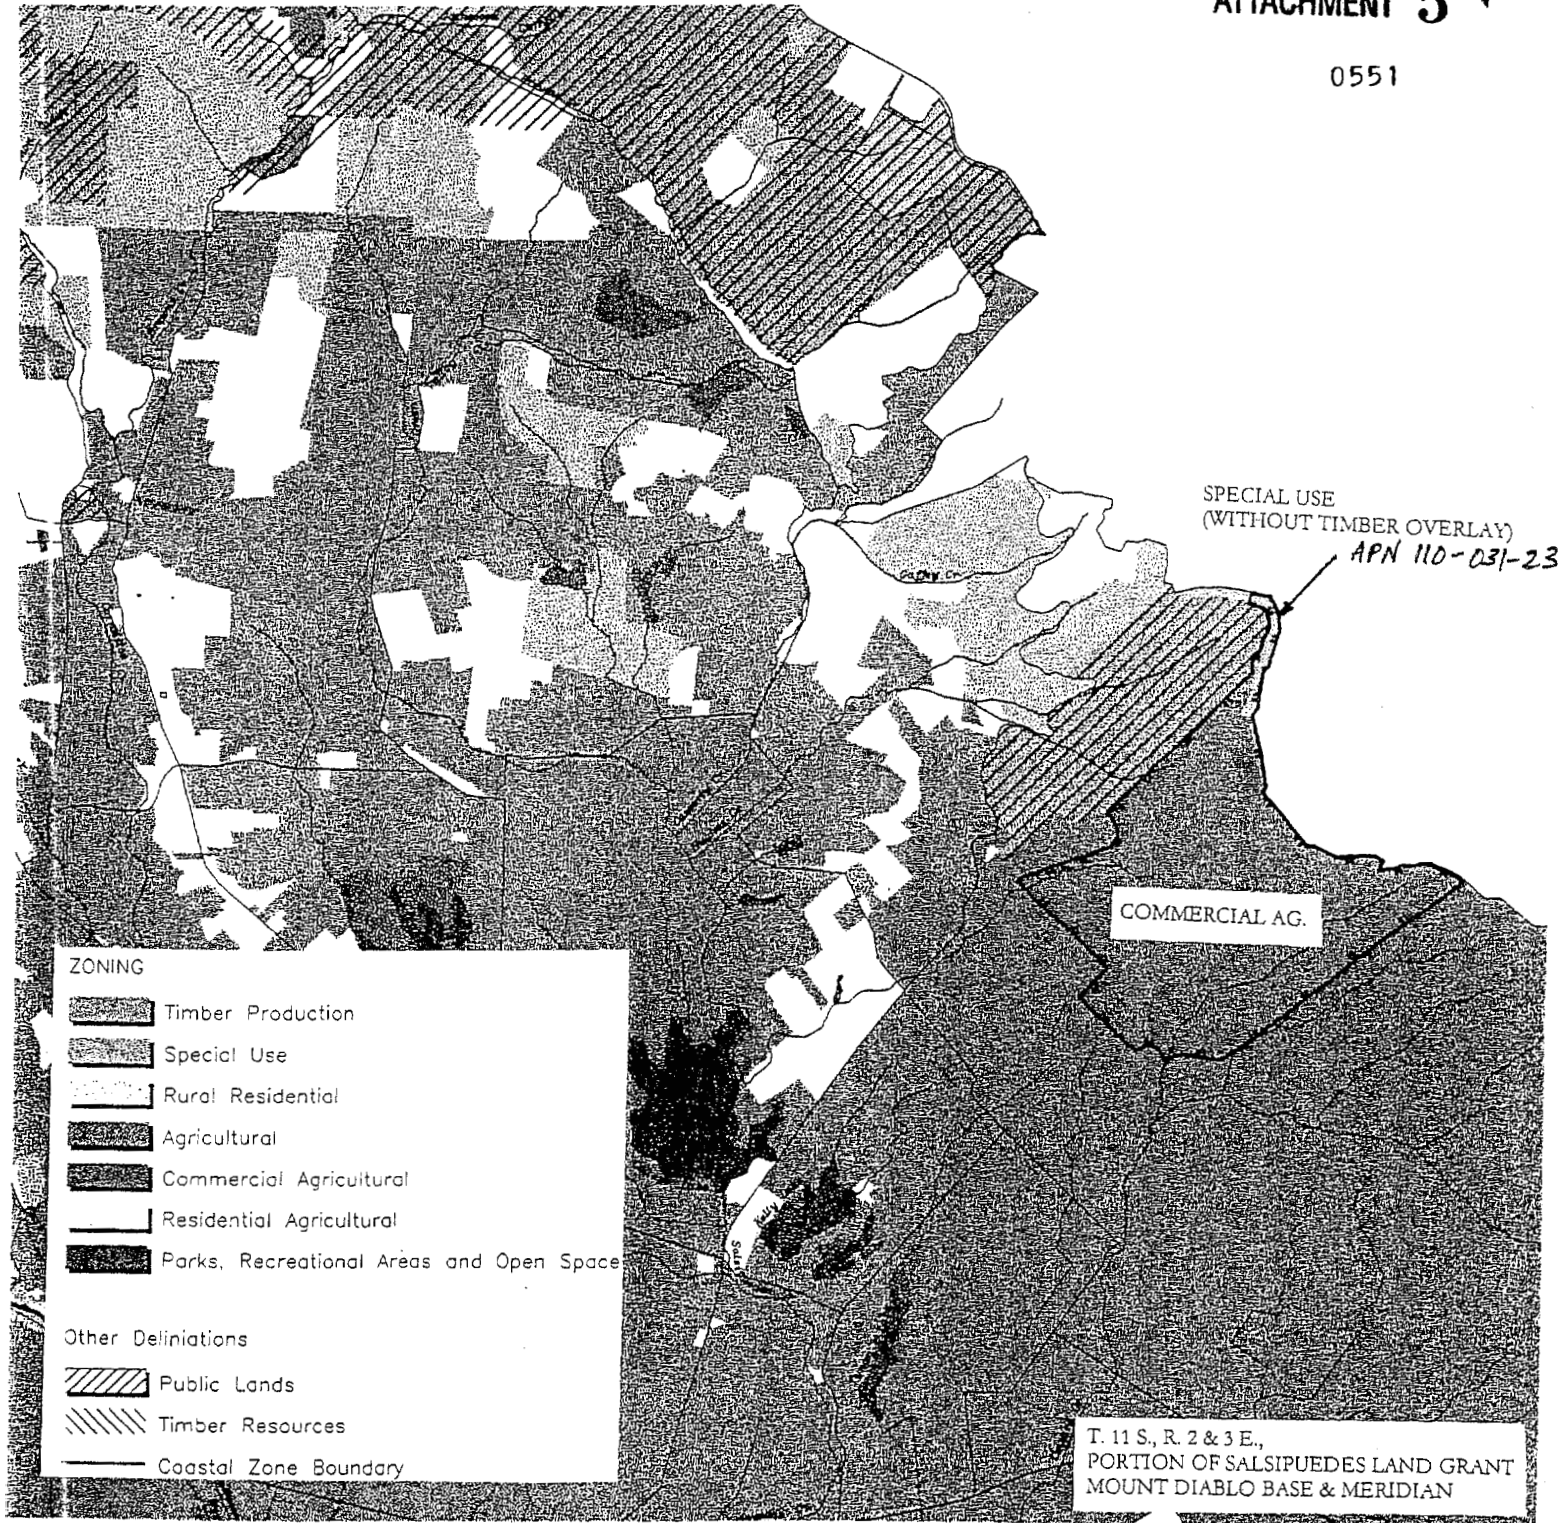 ATTACHMENT 5
0551
SPECIAL USE
(WITHOUT TIMBER OVERLAY)
APN 110-031-23
COMMERCIAL AG.
ZONING
Timber Production
Special Use
Rural Residential
Agricultural
Commercial Agricultural
Residential Agricultural
Parks, Recreational Areas and Open Space
Other Deliniations
Public Lands
Timber Resources
Coastal Zone Boundary
T. 11 S., R. 2 & 3 E.,
PORTION OF SALSIPUEDES LAND GRANT
MOUNT DIABLO BASE & MERIDIAN